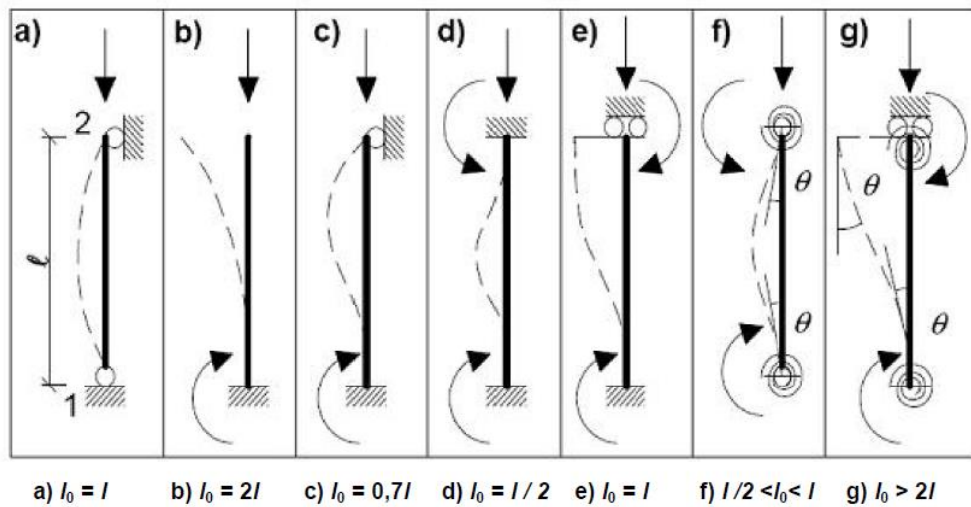 a) b) c) d) e) f) g)
2
θ θ
ℓ
θ θ
1
a) l₀ = l b) l₀ = 2l c) l₀ = 0,7l d) l₀ = l / 2 e) l₀ = l f) l /2 <l₀< l g) l₀ > 2l